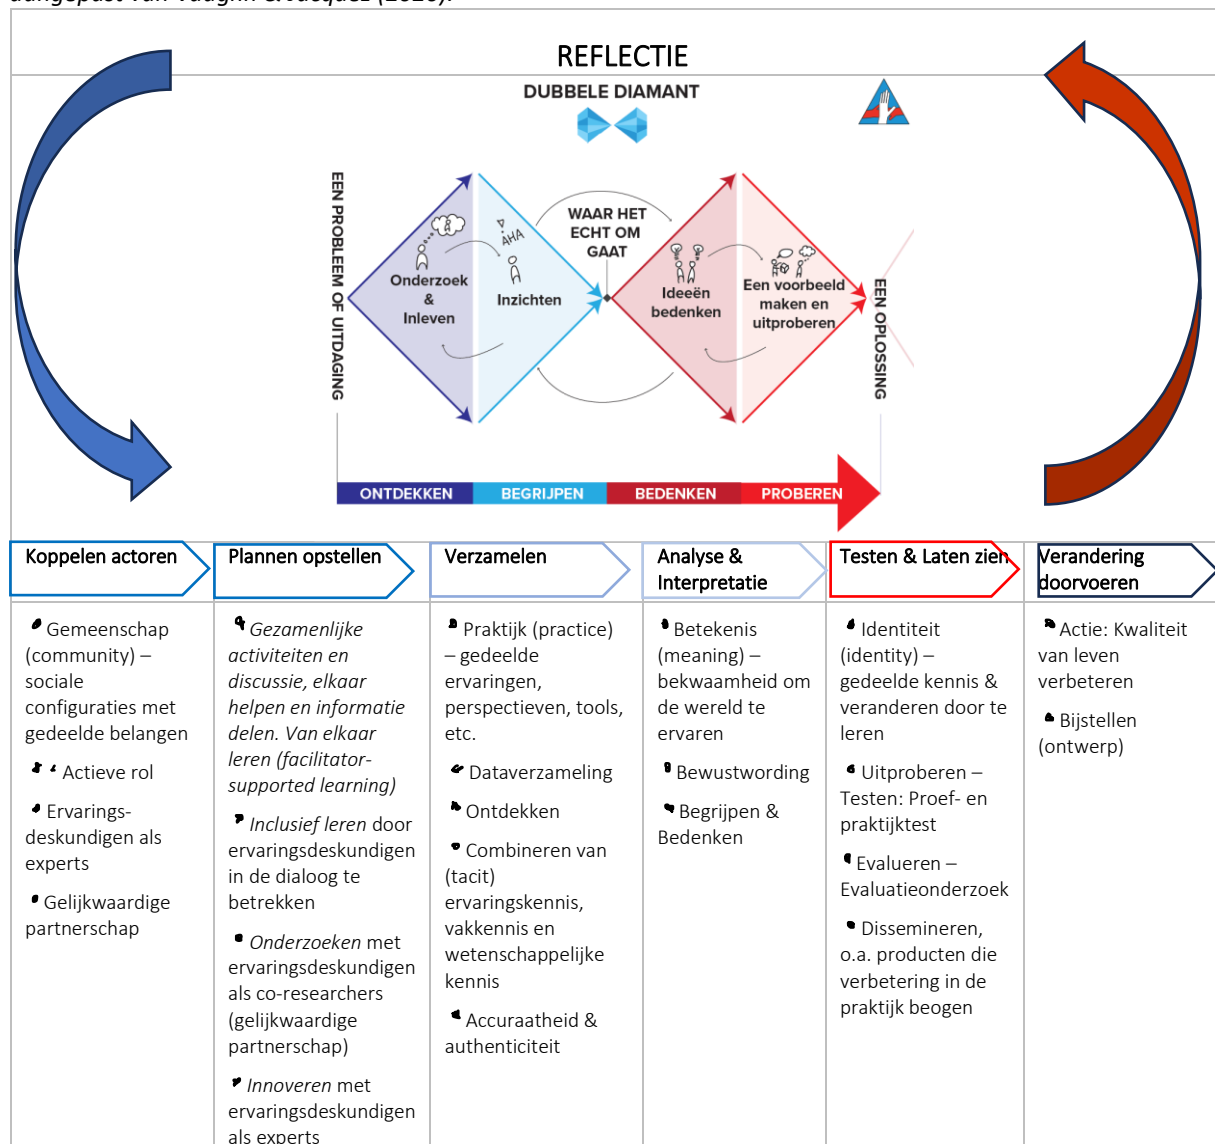 aangepast van Vaughn & Jacquez (2020).
REFLECTIE
DUBBELE DIAMANT
EEN PROBLEEM OF UITDAGING
AHA
WAAR HET
ECHT OM
GAAT
Onderzoek
&
Inleven
Inzichten
Ideeën
bedenken
Een voorbeeld
maken en
uitproberen
EEN OPLOSSING
ONTDEKKEN
BEGRIJPEN
BEDENKEN
PROBEREN
Koppelen actoren
Gemeenschap
(community) –
sociale
configuraties met
gedeelde belangen
Actieve rol
Ervarings-
deskundigen als
experts
Gelijkwaardige
partnerschap
Plannen opstellen
Gezamenlijke
activiteiten en
discussie, elkaar
helpen en informatie
delen. Van elkaar
leren (facilitator-
supported learning)
Inclusief leren door
ervaringsdeskundigen
in de dialoog te
betrekken
Onderzoeken met
ervaringsdeskundigen
als co-researchers
(gelijkwaardige
partnerschap)
Innoveren met
ervaringsdeskundigen
als experts
Verzamelen
Praktijk (practice)
– gedeelde
ervaringen,
perspectieven, tools,
etc.
Dataverzameling
Ontdekken
Combineren van
(tacit)
ervaringskennis,
vakkennis en
wetenschappelijke
kennis
Accuraatheid &
authenticiteit
Analyse &
Interpretatie
Betekenis
(meaning) –
bekwaamheid om
de wereld te
ervaren
Bewustwording
Begrijpen &
Bedenken
Testen & Laten zien
Identiteit
(identity) –
gedeelde kennis &
veranderen door te
leren
Uitproberen –
Testen: Proef- en
praktijktest
Evalueren –
Evaluatieonderzoek
Dissemineren,
o.a. producten die
verbetering in de
praktijk beogen
Verandering
doorvoeren
Actie: Kwaliteit
van leven
verbeteren
Bijstellen
(ontwerp)